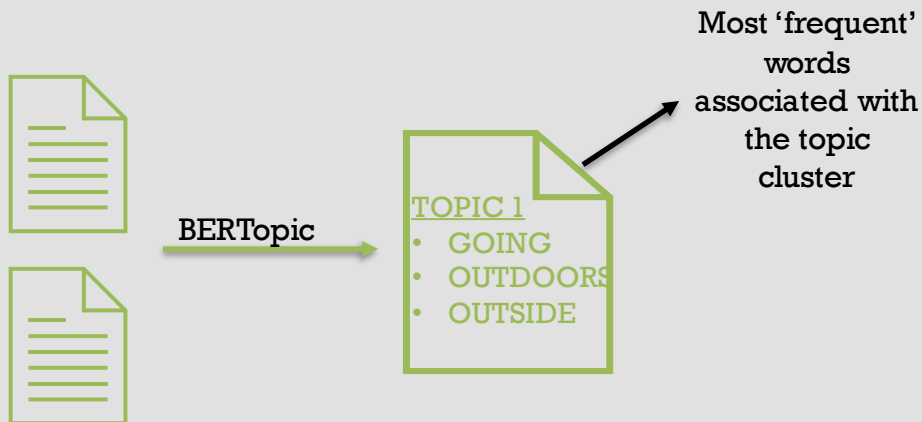 Most ‘frequent’
words
associated with
the topic
cluster
BERTopic
TOPIC 1
• GOING
• OUTDOORS
• OUTSIDE